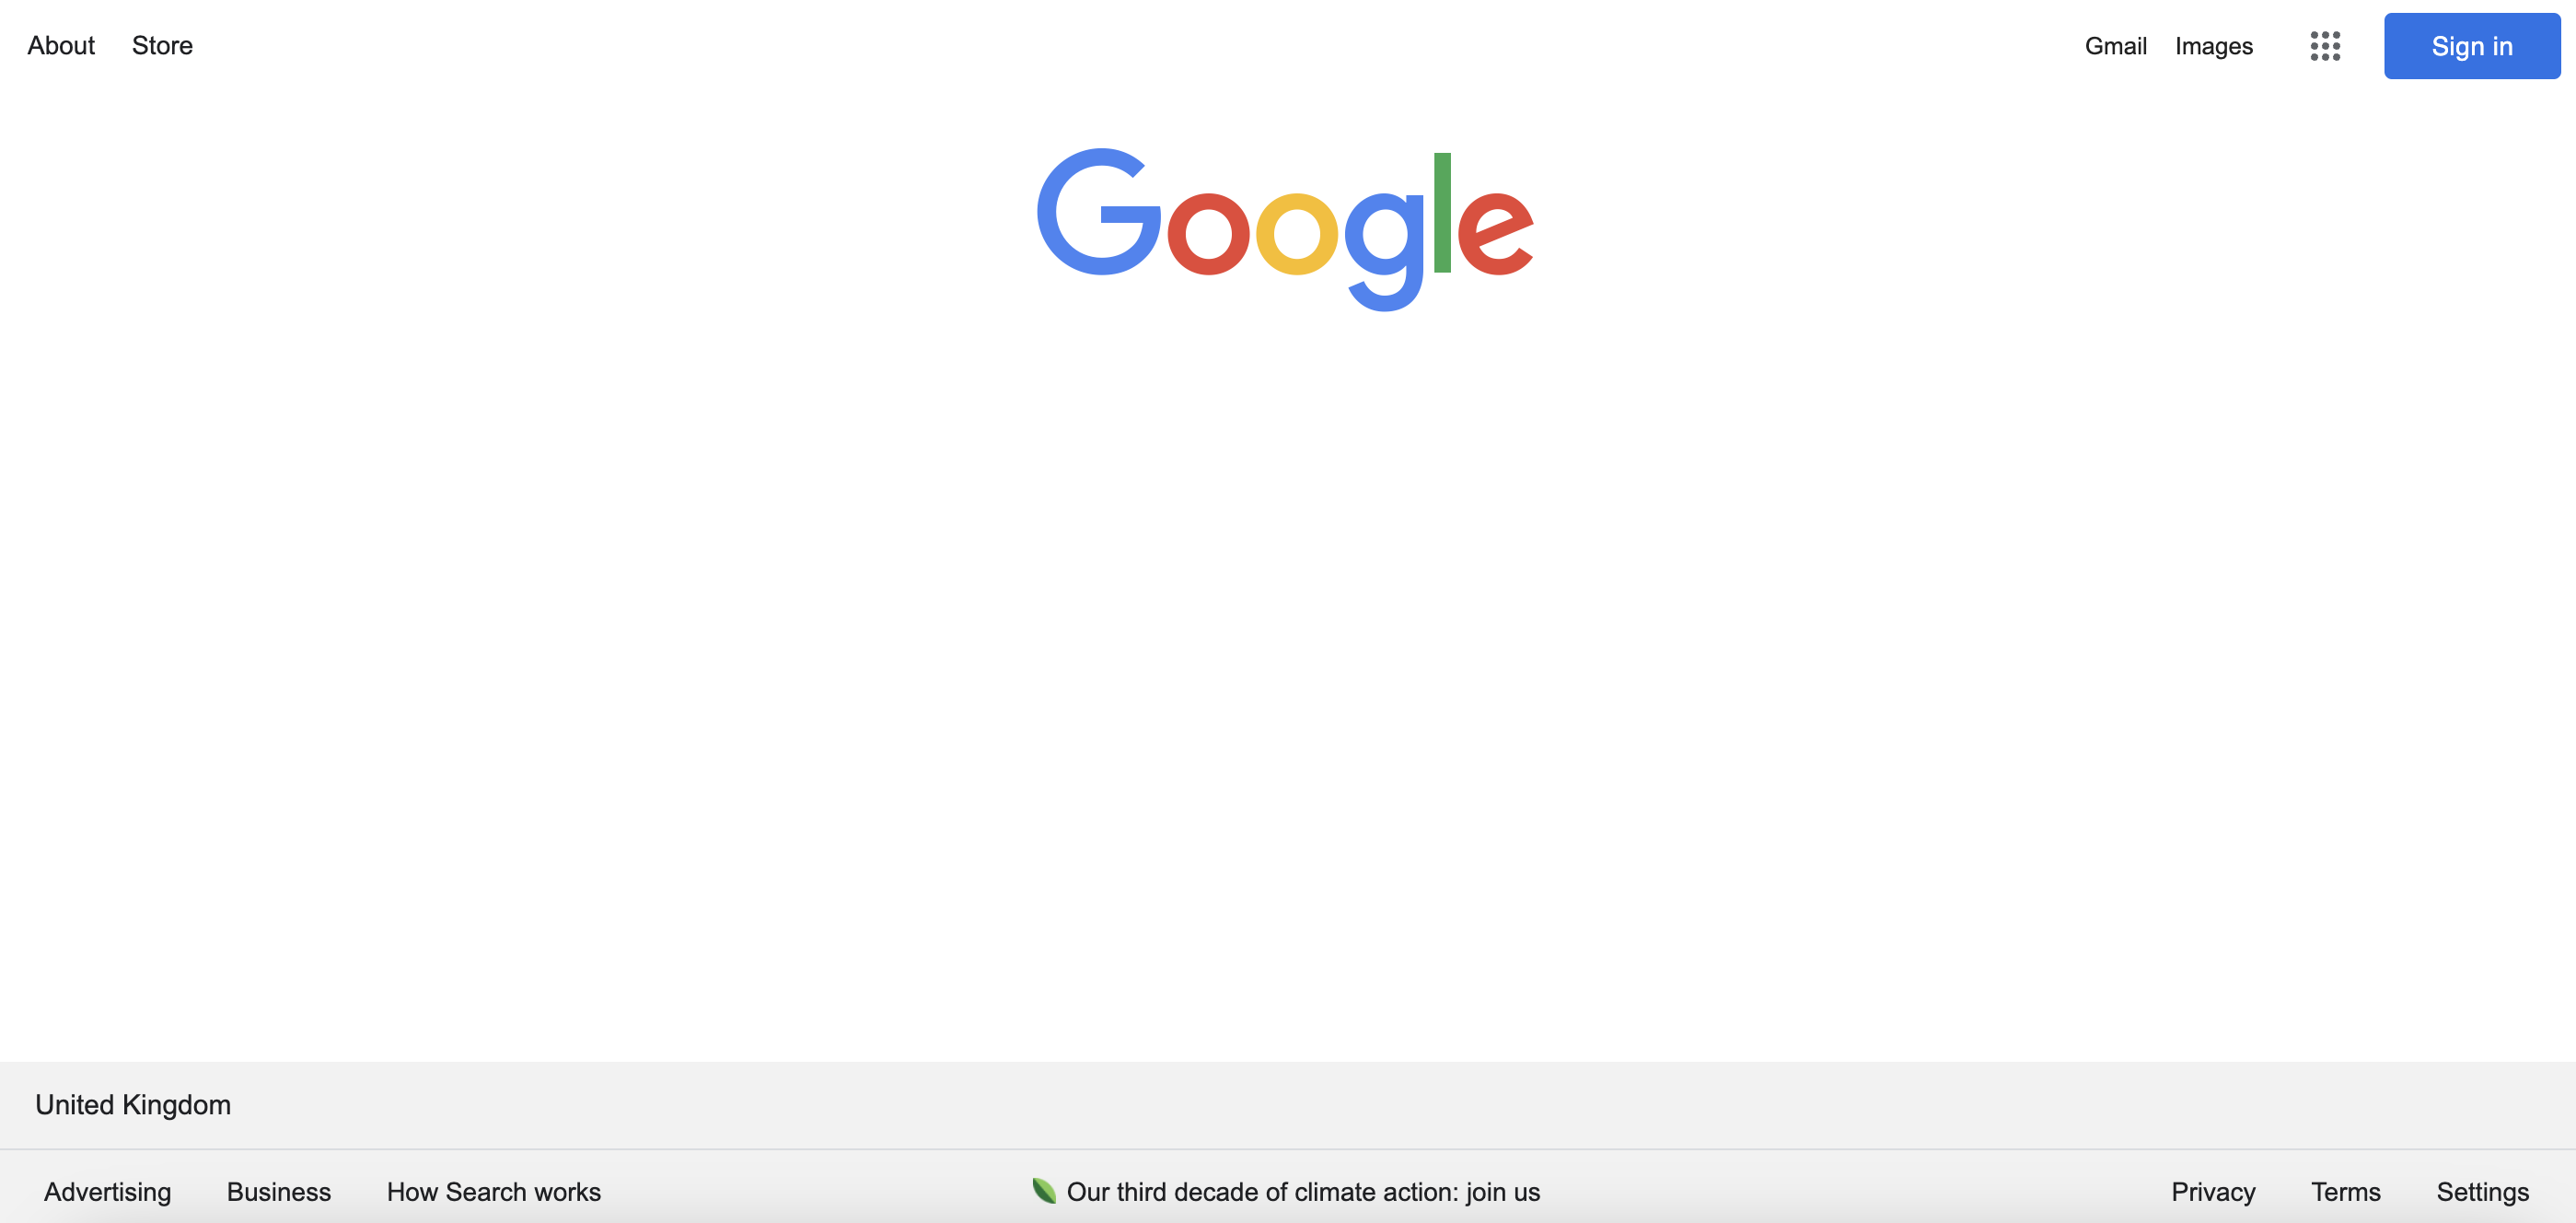 About Store Gmail Images Sign in
Google
United Kingdom
Advertising Business How Search works Our third decade of climate action: join us Privacy Terms Settings